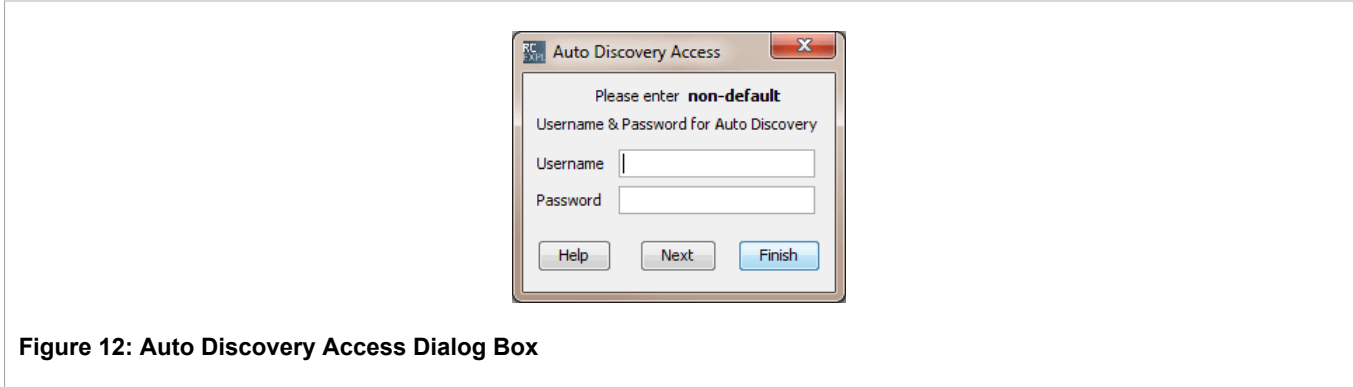 RC
EXPL
Auto Discovery Access
Please enter non-default
Username & Password for Auto Discovery
Username
Password
Help Next Finish
Figure 12: Auto Discovery Access Dialog Box